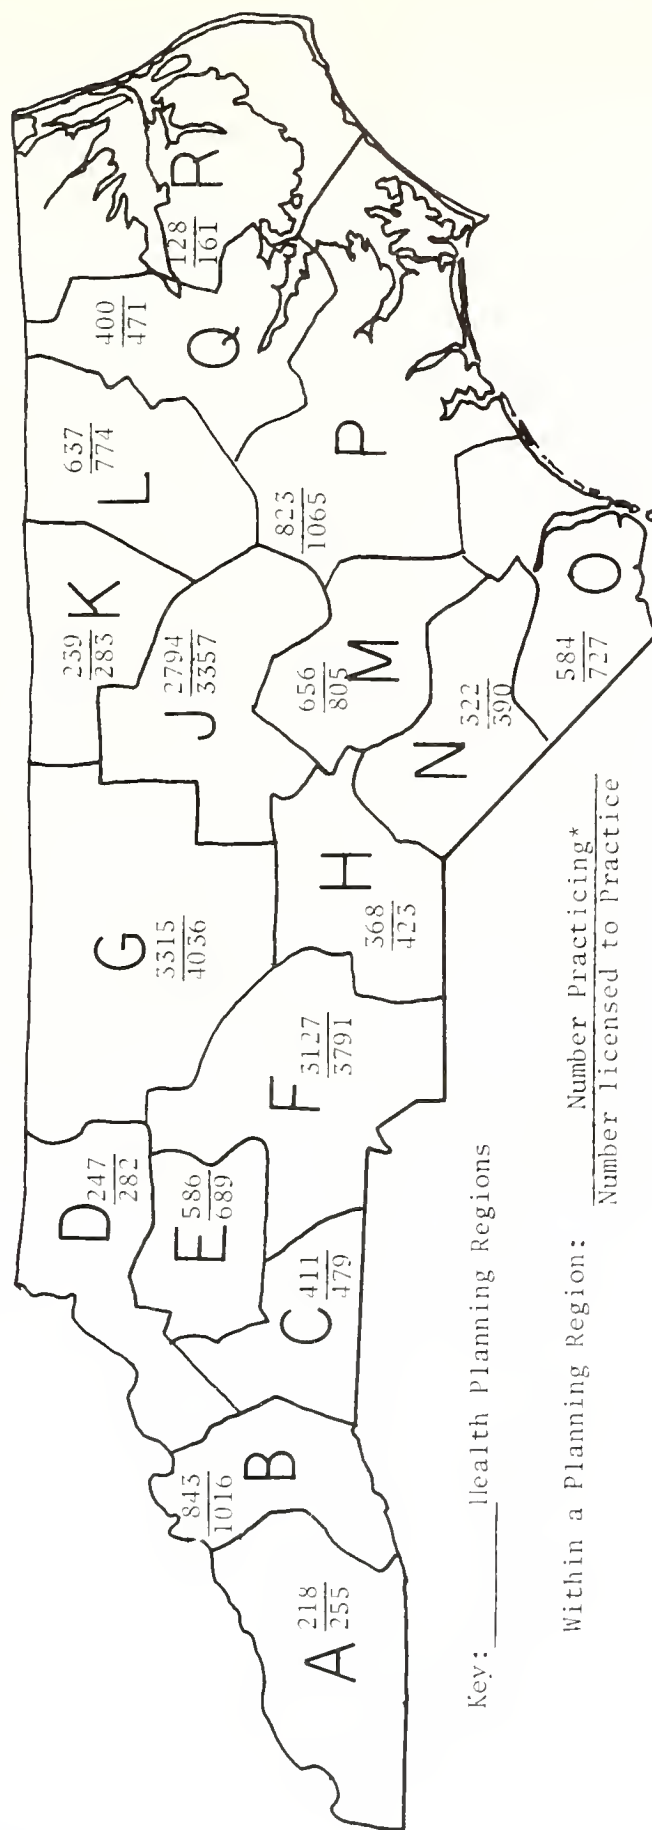 A
218
255
843
1016
B
C
411
479
D
247
282
E
586
689
F
3127
3791
G
3315
4036
H
368
423
J
2794
3357
K
239
283
L
637
774
M
656
805
N
322
390
O
584
727
P
823
1065
Q
400
471
R
128
161
Key: Health Planning Regions
Within a Planning Region:
Number Practicing*
Number licensed to Practice